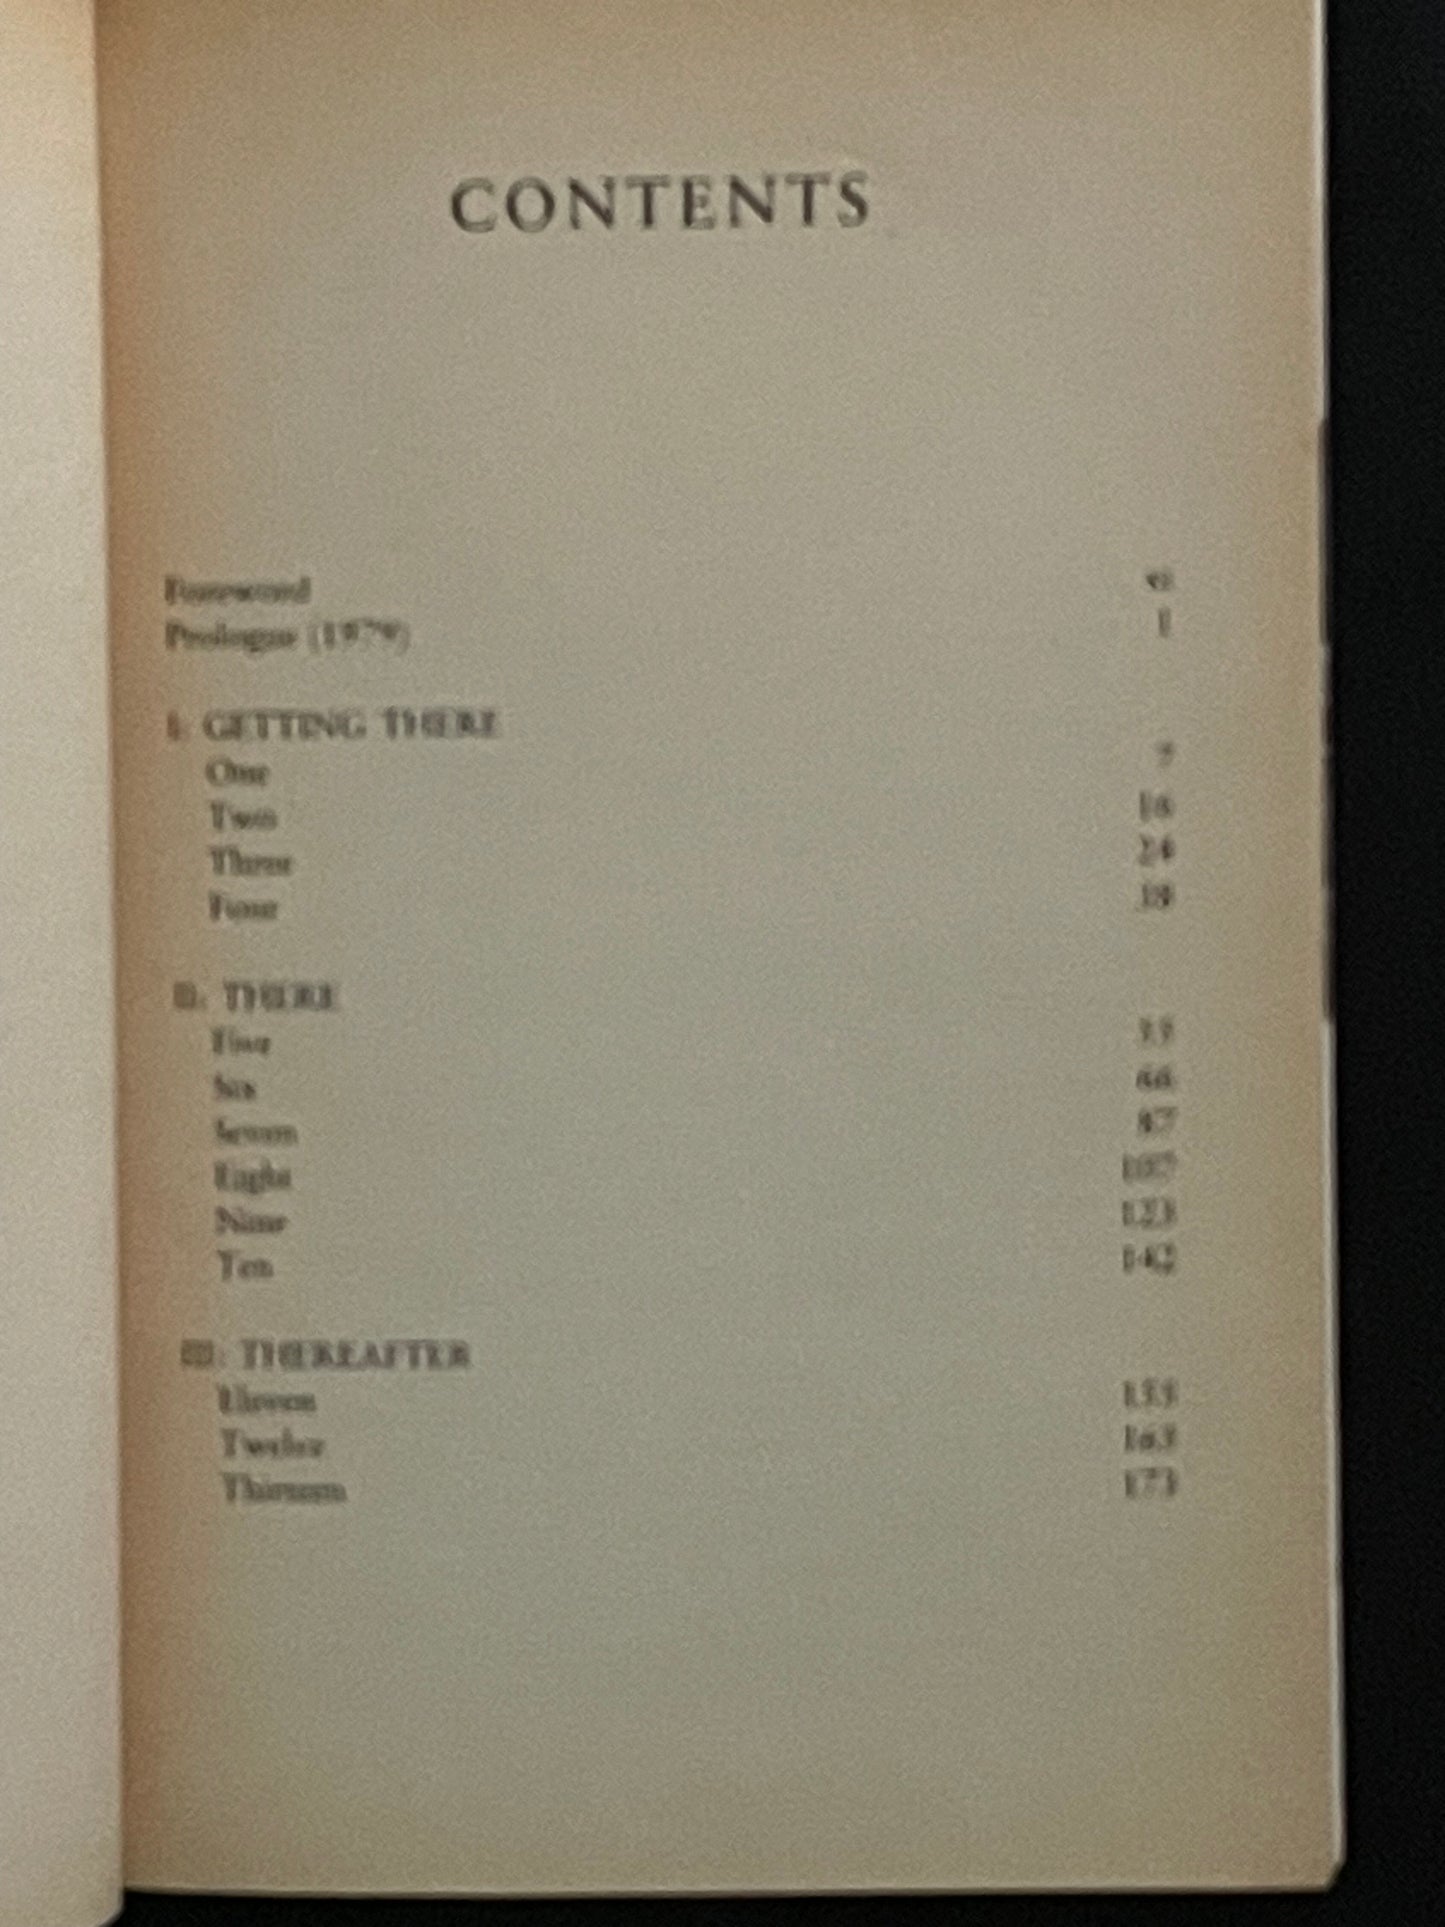 CONTENTS
Foreword
Prologue (1979) 1
I: GETTING THERE
One 7
Two 16
Three 24
Four
II: THERE
Five
Six 66
Seven 87
Eight 107
Nine 123
Ten 142
III: THEREAFTER
Eleven
Twelve 163
Thirteen 173